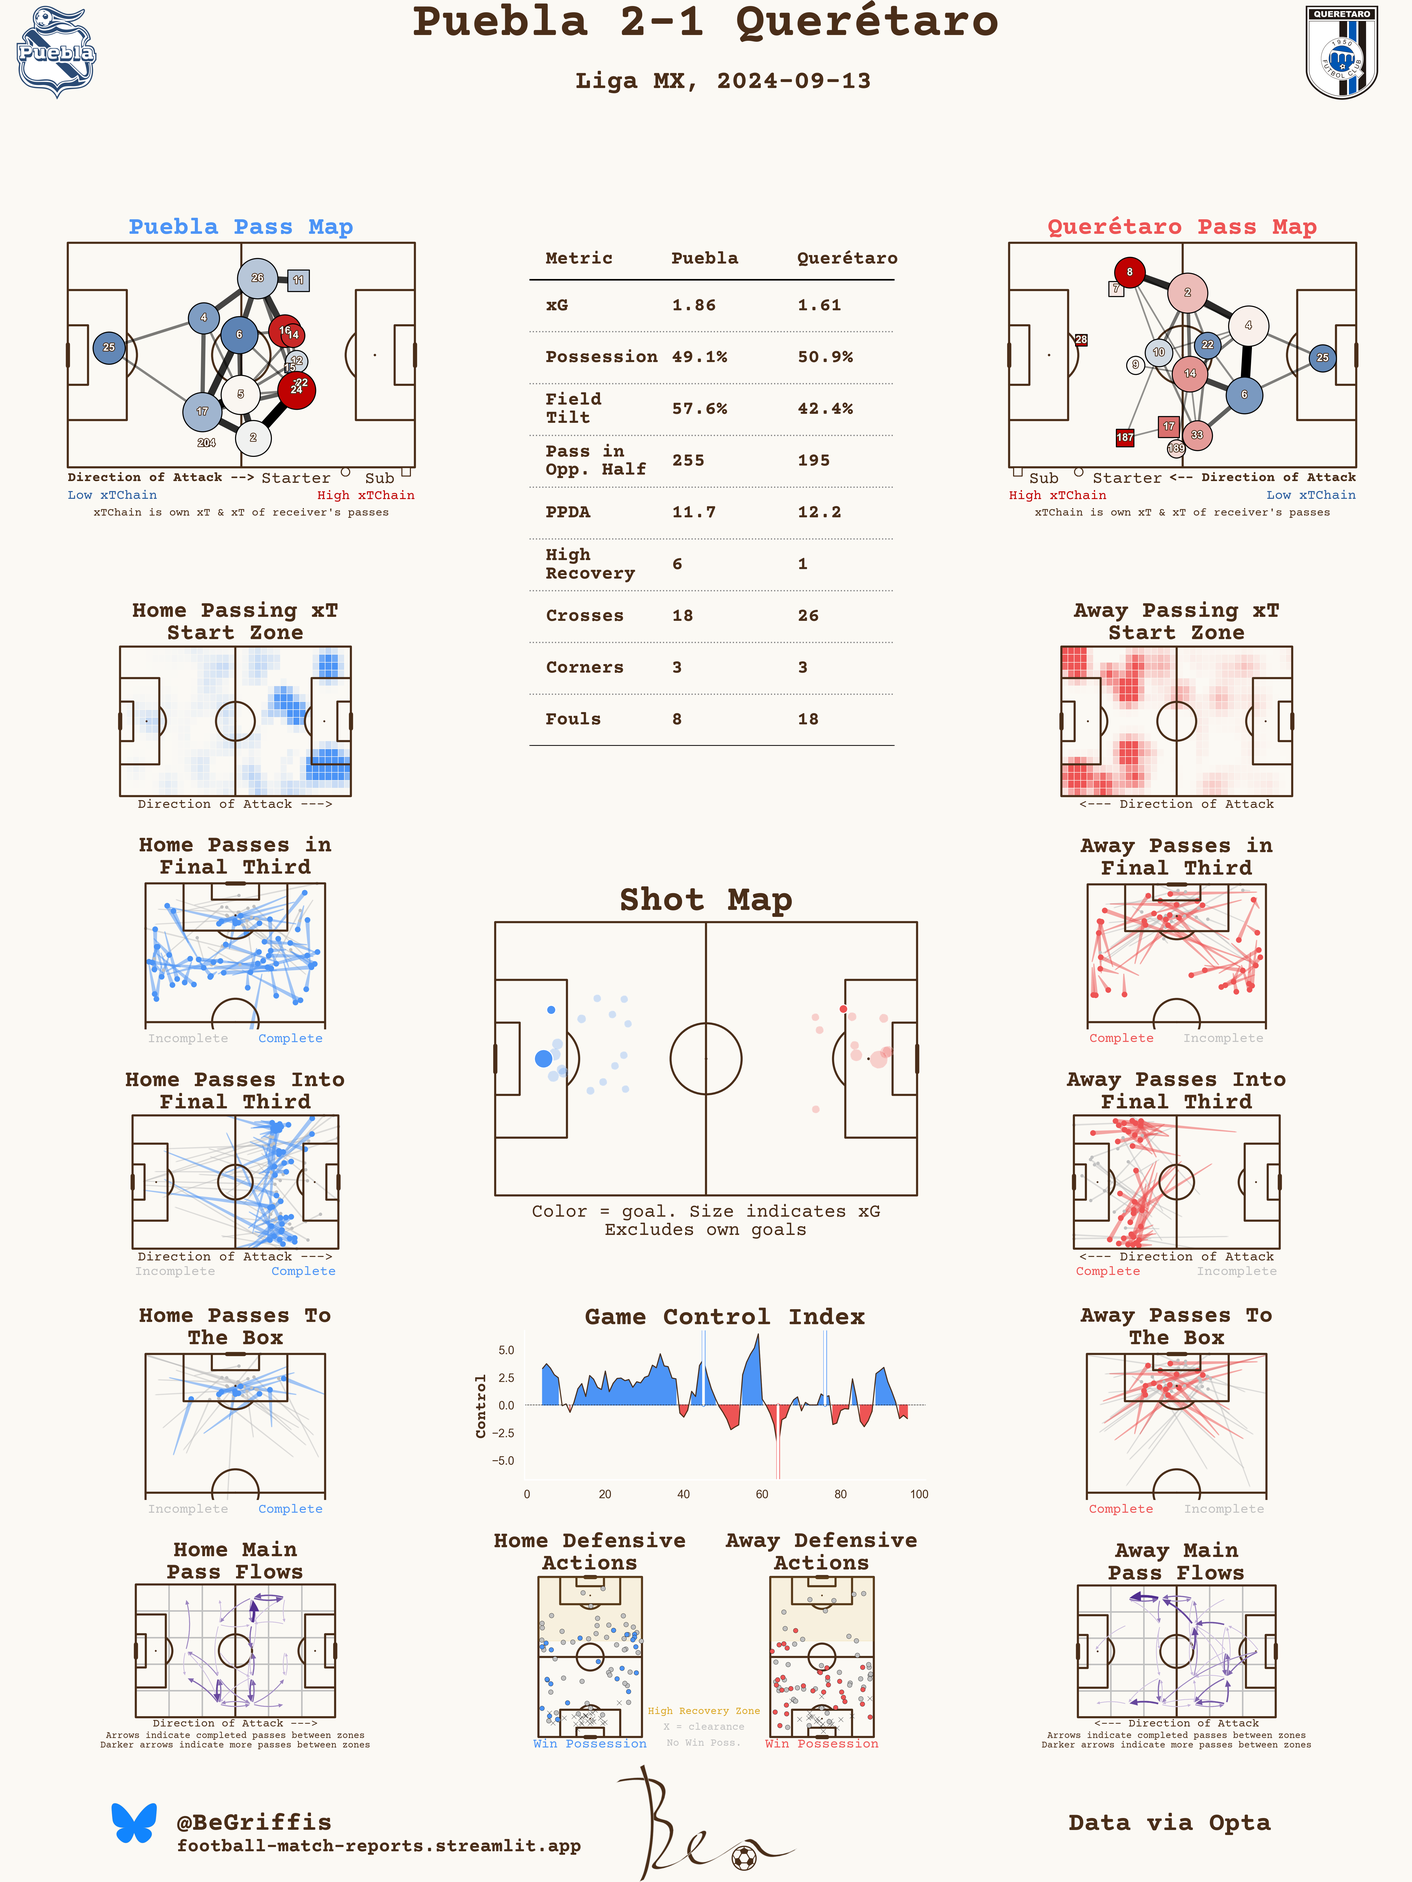 Puebla 2-1 Querétaro
Liga MX, 2024-09-13
Puebla
QUERETARO
1950
FUTBOL CLUB
Puebla Pass Map
26
11
4
6
16
14
25
12
15
22
24
5
17
2
204
Direction of Attack --> Starter Sub
Low xTChain High xTChain
xTChain is own xT & xT of receiver's passes
Metric Puebla Querétaro
xG 1.86 1.61
Possession 49.1% 50.9%
Field
Tilt 57.6% 42.4%
Pass in
Opp. Half 255 195
PPDA 11.7 12.2
High
Recovery 6 1
Crosses 18 26
Corners 3 3
Fouls 8 18
Querétaro Pass Map
8
7
2
4
28
10
22
9
25
14
6
17
187
33
189
Sub Starter <-- Direction of Attack
High xTChain Low xTChain
xTChain is own xT & xT of receiver's passes
Home Passing xT
Start Zone
Direction of Attack --->
Away Passing xT
Start Zone
<--- Direction of Attack
Home Passes in
Final Third
Incomplete Complete
Away Passes in
Final Third
Complete Incomplete
Shot Map
Color = goal. Size indicates xG
Excludes own goals
Home Passes Into
Final Third
Direction of Attack --->
Incomplete Complete
Away Passes Into
Final Third
<--- Direction of Attack
Complete Incomplete
Home Passes To
The Box
Incomplete Complete
Game Control Index
Control
5.0
2.5
0.0
−2.5
−5.0
0 20 40 60 80 100
Away Passes To
The Box
Complete Incomplete
Home Main
Pass Flows
Direction of Attack --->
Arrows indicate completed passes between zones
Darker arrows indicate more passes between zones
Home Defensive
Actions
Win Possession
Away Defensive
Actions
Win Possession
High Recovery Zone
X = clearance
No Win Poss.
Away Main
Pass Flows
<--- Direction of Attack
Arrows indicate completed passes between zones
Darker arrows indicate more passes between zones
@BeGriffis
football-match-reports.streamlit.app
Ben
Data via Opta